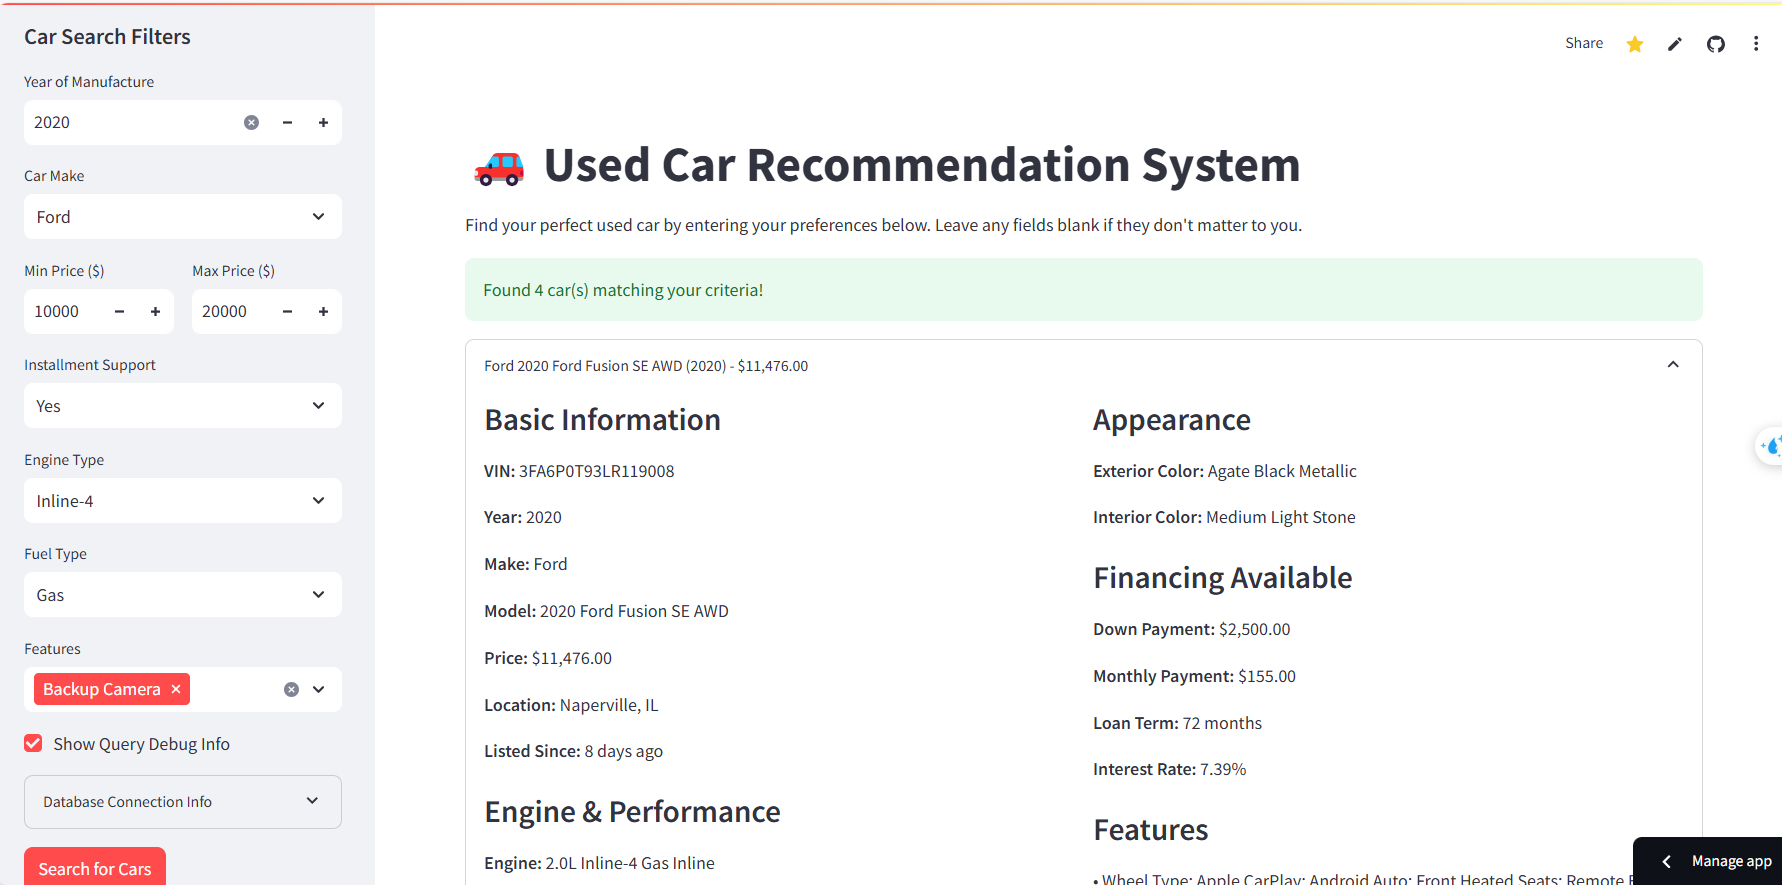 Car Search Filters
Year of Manufacture
2020
Car Make
Ford
Min Price ($) Max Price ($)
10000 20000
Installment Support
Yes
Engine Type
Inline-4
Fuel Type
Gas
Features
Backup Camera
Show Query Debug Info
Database Connection Info
Search for Cars
Share
Used Car Recommendation System
Find your perfect used car by entering your preferences below. Leave any fields blank if they don't matter to you.
Found 4 car(s) matching your criteria!
Ford 2020 Ford Fusion SE AWD (2020) - $11,476.00
Basic Information
VIN: 3FA6P0T93LR119008
Year: 2020
Make: Ford
Model: 2020 Ford Fusion SE AWD
Price: $11,476.00
Location: Naperville, IL
Listed Since: 8 days ago
Engine & Performance
Engine: 2.0L Inline-4 Gas Inline
Appearance
Exterior Color: Agate Black Metallic
Interior Color: Medium Light Stone
Financing Available
Down Payment: $2,500.00
Monthly Payment: $155.00
Loan Term: 72 months
Interest Rate: 7.39%
Features
• Wheel Type: Apple CarPlay: Android Auto: Front Heated Seats: Remote
Manage app